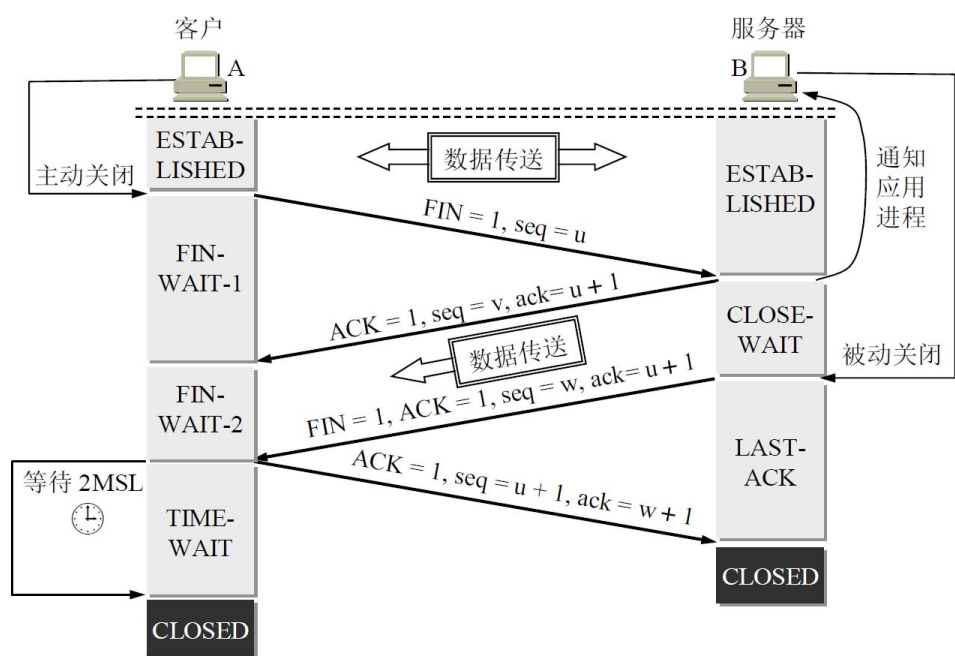 客户
服务器
A
B
ESTAB-
LISHED
数据传送
ESTAB-
LISHED
通知
应用
进程
主动关闭
FIN = 1, seq = u
FIN-
WAIT-1
ACK = 1, seq = v, ack= u + 1
CLOSE-
WAIT
数据传送
被动关闭
FIN = 1, ACK = 1, seq = w, ack= u + 1
FIN-
WAIT-2
ACK = 1, seq = u + 1, ack = w + 1
LAST-
ACK
等待 2MSL
TIME-
WAIT
CLOSED
CLOSED